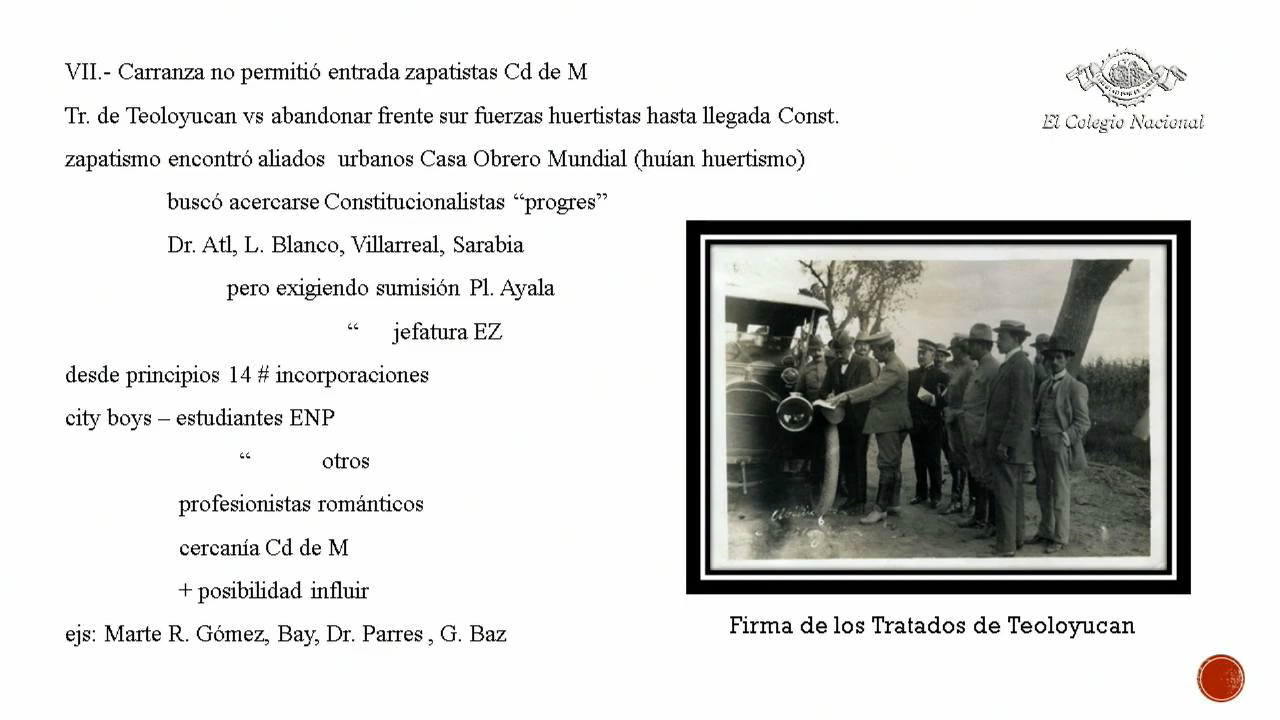 VII.- Carranza no permitió entrada zapatistas Cd de M
Tr. de Teoloyucan vs abandonar frente sur fuerzas huertistas hasta llegada Const.
zapatismo encontró aliados urbanos Casa Obrero Mundial (huían huertismo)
buscó acercarse Constitucionalistas “progres”
Dr. Atl, L. Blanco, Villarreal, Sarabia
pero exigiendo sumisión Pl. Ayala
“ jefatura EZ
desde principios 14 # incorporaciones
city boys – estudiantes ENP
“ otros
profesionistas románticos
cercanía Cd de M
+ posibilidad influir
ejs: Marte R. Gómez, Bay, Dr. Parres , G. Baz
El Colegio Nacional
Firma de los Tratados de Teoloyucan